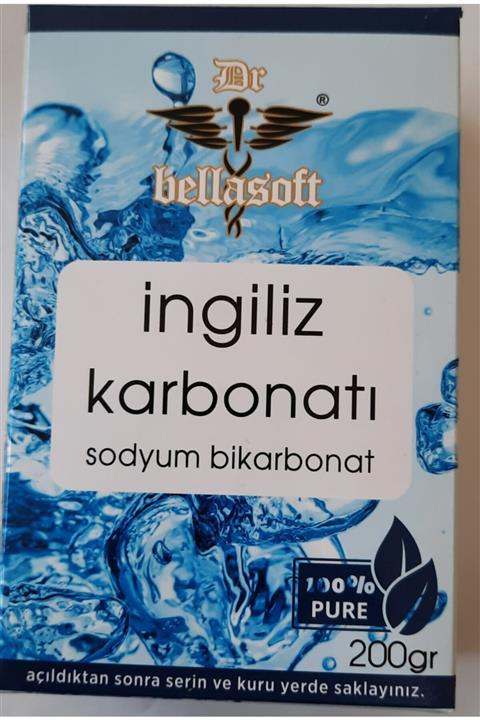 Dr
®
bellasoft
ingiliz
karbonatı
sodyum bikarbonat
100%
PURE
200gr
açıldıktan sonra serin ve kuru yerde saklayınız.